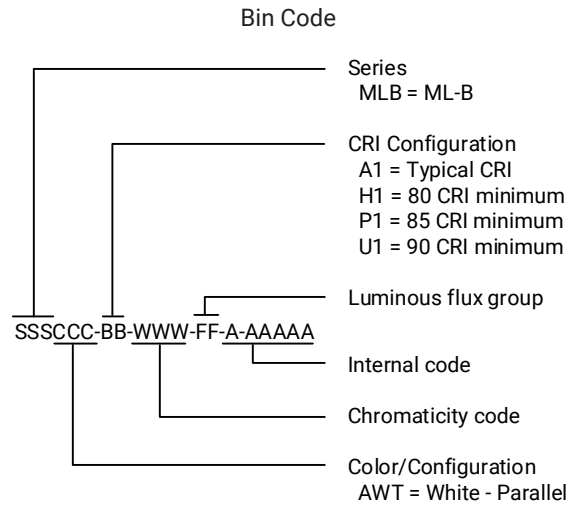 Bin Code
Series
MLB = ML-B
CRI Configuration
A1 = Typical CRI
H1 = 80 CRI minimum
P1 = 85 CRI minimum
U1 = 90 CRI minimum
Luminous flux group
SSSCCC-BB-WWW-FF-A-AAAAA
Internal code
Chromaticity code
Color/Configuration
AWT = White - Parallel